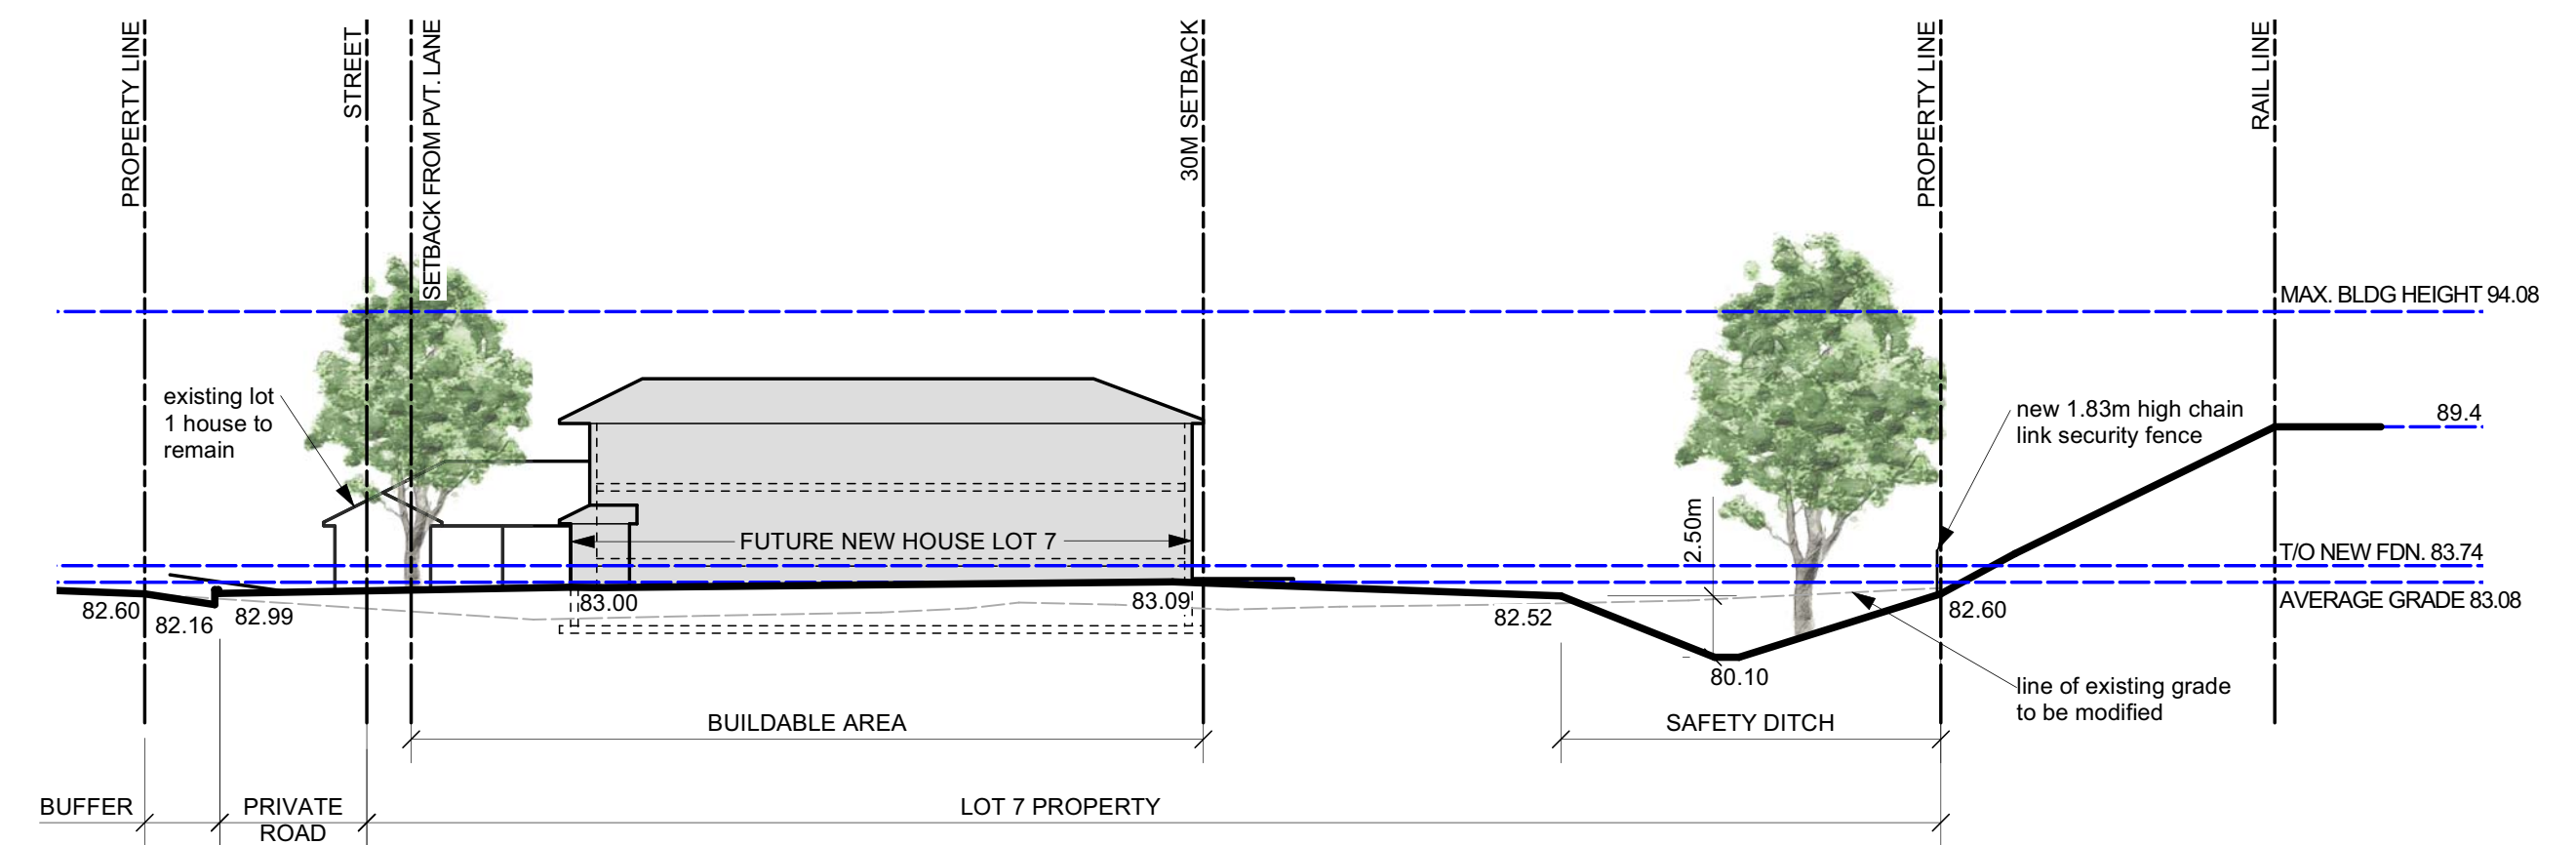 PROPERTY LINE
STREET
SETBACK FROM PVT. LANE
30M SETBACK
PROPERTY LINE
RAIL LINE
MAX. BLDG HEIGHT 94.08
existing lot
1 house to
remain
new 1.83m high chain
link security fence
89.4
2.50m
FUTURE NEW HOUSE LOT 7
T/O NEW FDN. 83.74
AVERAGE GRADE 83.08
82.60
82.16
82.99
83.00
83.09
82.52
82.60
80.10
line of existing grade
to be modified
BUILDABLE AREA
SAFETY DITCH
BUFFER
PRIVATE
ROAD
LOT 7 PROPERTY